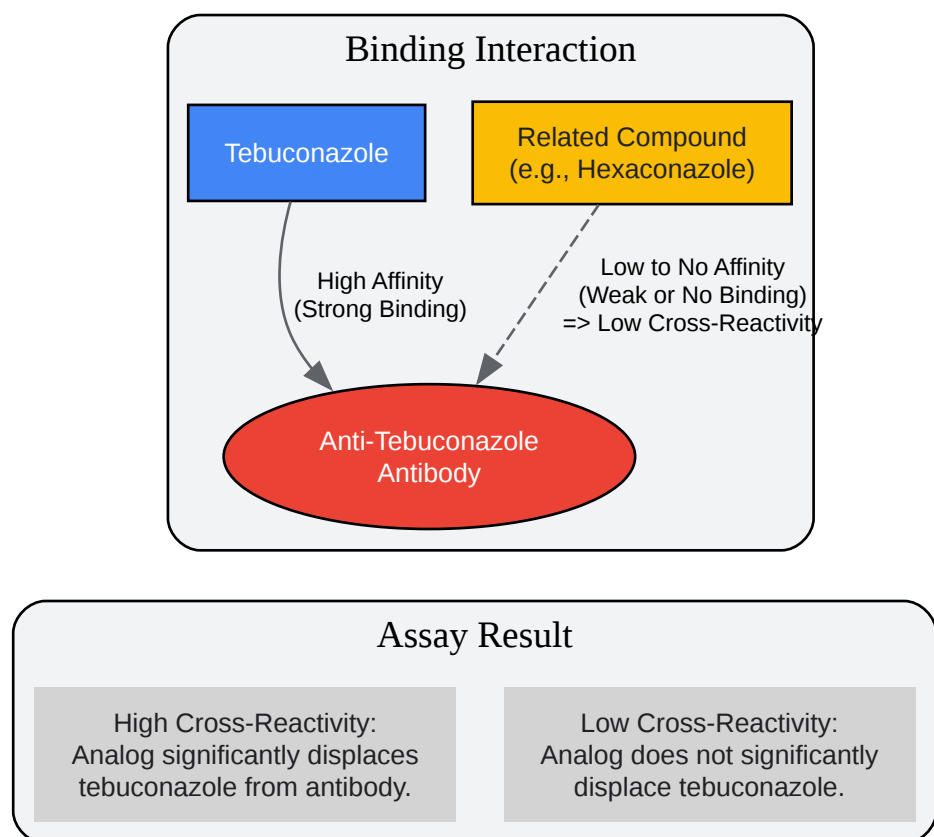 Binding Interaction
Tebuconazole
Related Compound
(e.g., Hexaconazole)
High Affinity
(Strong Binding)
Low to No Affinity
(Weak or No Binding)
=> Low Cross-Reactivity
Anti-Tebuconazole
Antibody
Assay Result
High Cross-Reactivity:
Analog significantly displaces
tebuconazole from antibody.
Low Cross-Reactivity:
Analog does not significantly
displace tebuconazole.